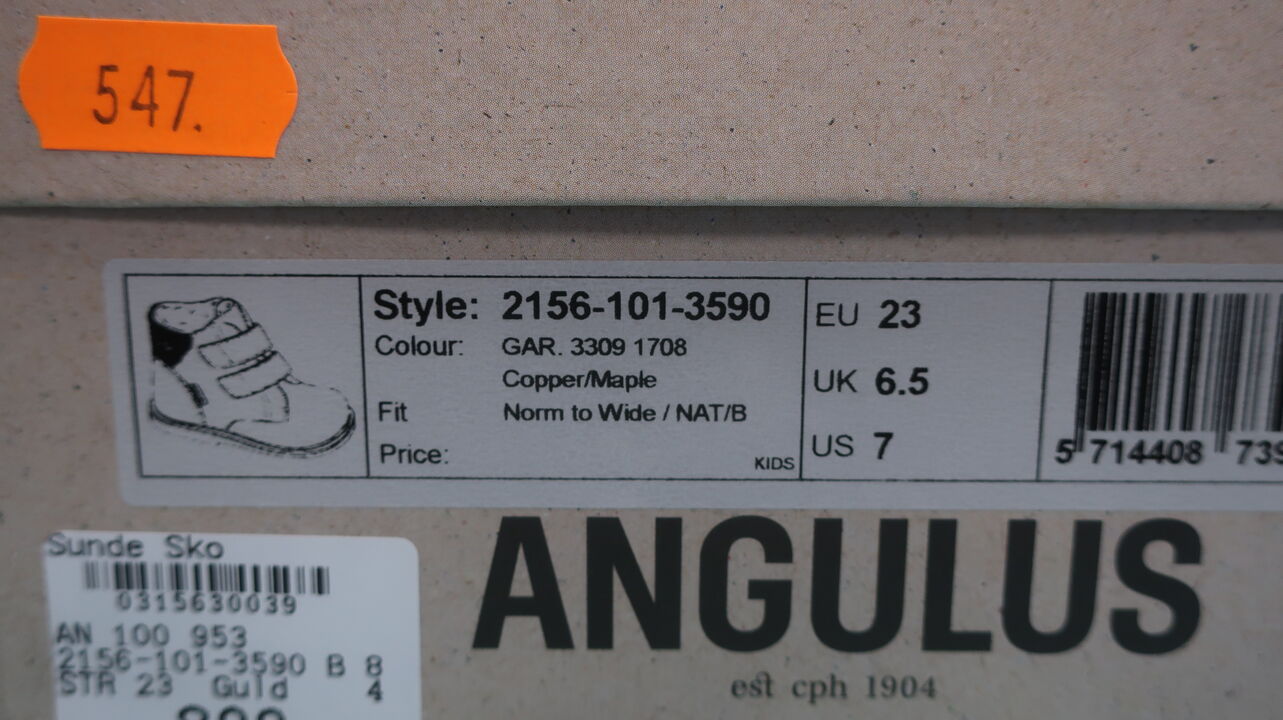 547.
Style: 2156-101-3590
Colour: GAR. 3309 1708
Copper/Maple
Fit Norm to Wide / NAT/B
Price:
KIDS
EU 23
UK 6.5
US 7
5 714408 739
ANGULUS
est cph 1904
Sunde Sko
0315630039
AN 100 953
2156-101-3590 B 8
STR 23 Guld 4